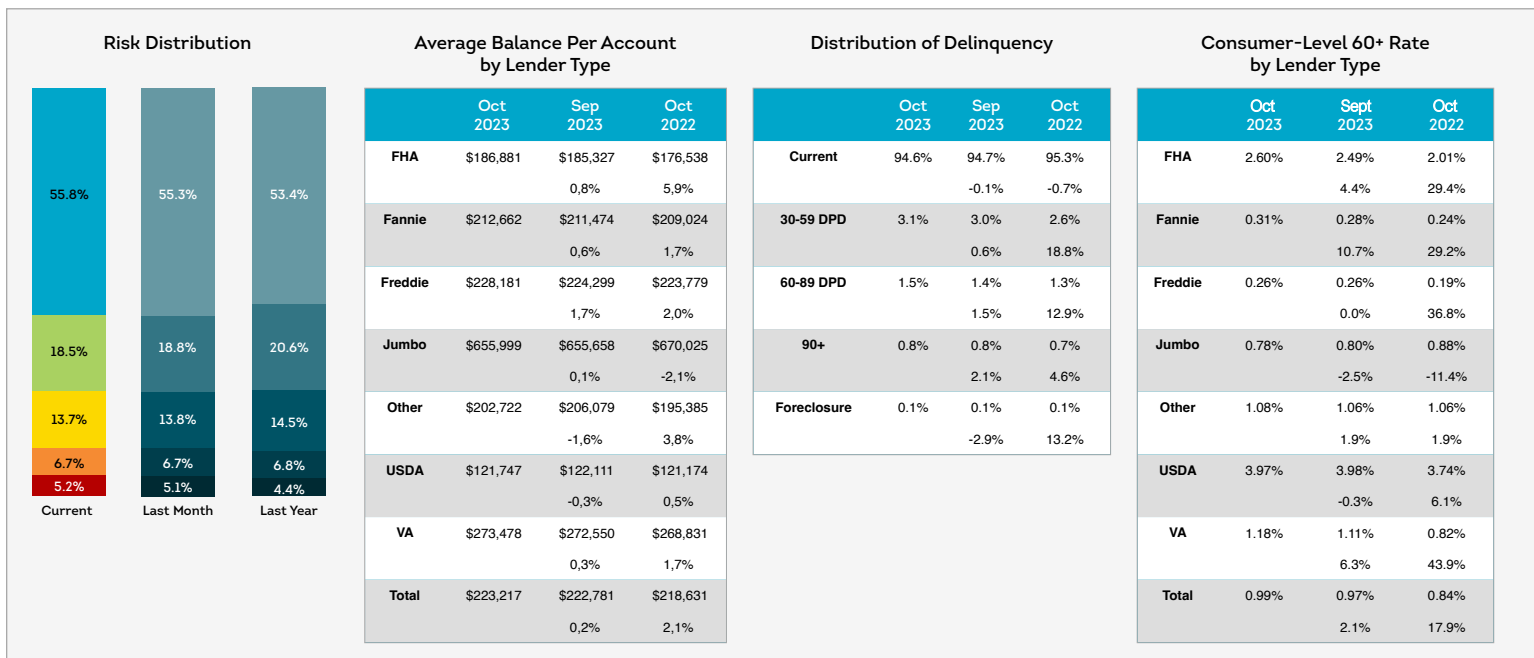 Risk Distribution
55.8%
18.5%
13.7%
6.7%
5.2%
Current
55.3%
18.8%
13.8%
6.7%
5.1%
Last Month
53.4%
20.6%
14.5%
6.8%
4.4%
Last Year
Average Balance Per Account
by Lender Type
Oct Sep Oct
2023 2023 2022
FHA $186,881 $185,327 $176,538
0,8% 5,9%
Fannie $212,662 $211,474 $209,024
0,6% 1,7%
Freddie $228,181 $224,299 $223,779
1,7% 2,0%
Jumbo $655,999 $655,658 $670,025
0,1% -2,1%
Other $202,722 $206,079 $195,385
-1,6% 3,8%
USDA $121,747 $122,111 $121,174
-0,3% 0,5%
VA $273,478 $272,550 $268,831
0,3% 1,7%
Total $223,217 $222,781 $218,631
0,2% 2,1%
Distribution of Delinquency
Oct Sep Oct
2023 2023 2022
Current 94.6% 94.7% 95.3%
-0.1% -0.7%
30-59 DPD 3.1% 3.0% 2.6%
0.6% 18.8%
60-89 DPD 1.5% 1.4% 1.3%
1.5% 12.9%
90+ 0.8% 0.8% 0.7%
2.1% 4.6%
Foreclosure 0.1% 0.1% 0.1%
-2.9% 13.2%
Consumer-Level 60+ Rate
by Lender Type
Oct Sept Oct
2023 2023 2022
FHA 2.60% 2.49% 2.01%
4.4% 29.4%
Fannie 0.31% 0.28% 0.24%
10.7% 29.2%
Freddie 0.26% 0.26% 0.19%
0.0% 36.8%
Jumbo 0.78% 0.80% 0.88%
-2.5% -11.4%
Other 1.08% 1.06% 1.06%
1.9% 1.9%
USDA 3.97% 3.98% 3.74%
-0.3% 6.1%
VA 1.18% 1.11% 0.82%
6.3% 43.9%
Total 0.99% 0.97% 0.84%
2.1% 17.9%